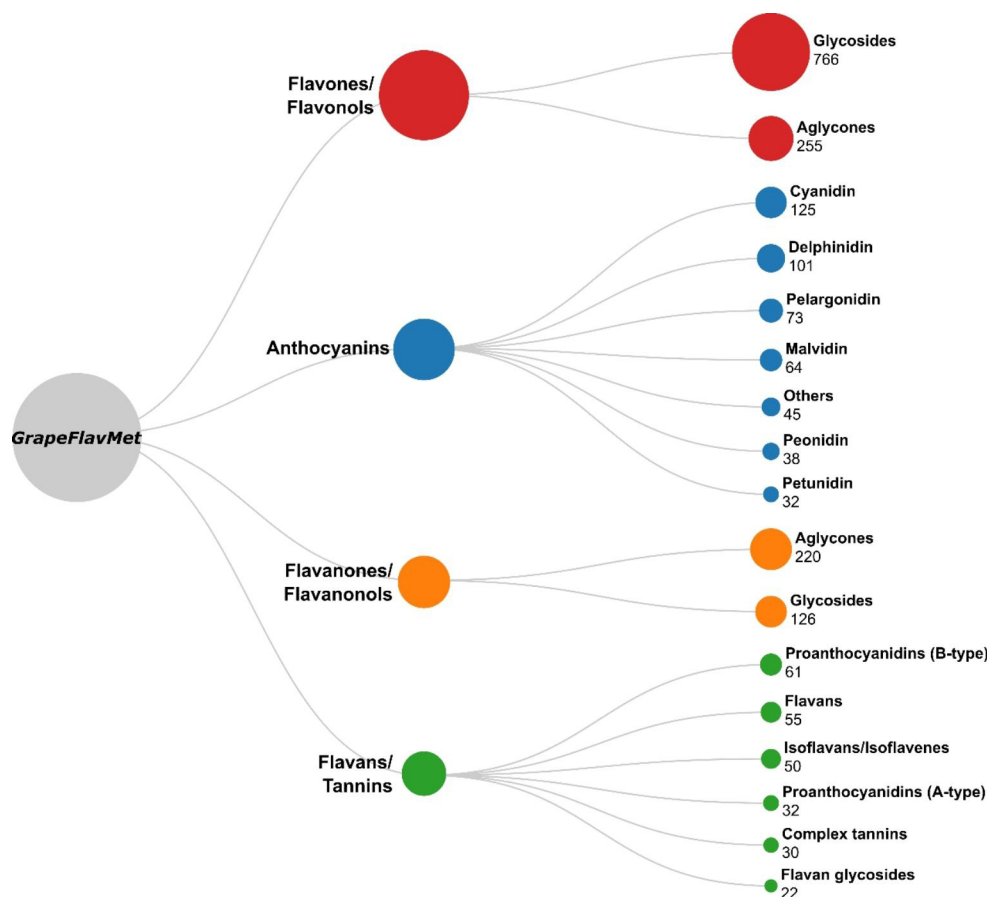 Glycosides
766
Flavones/
Flavonols
Aglycones
255
Cyanidin
125
Delphinidin
101
Pelargonidin
73
Anthocyanins
Malvidin
64
Others
45
GrapeFlavMet
Peonidin
38
Petunidin
32
Aglycones
220
Flavanones/
Flavanonols
Glycosides
126
Proanthocyanidins (B-type)
61
Flavans
55
Isoflavans/Isoflavenes
50
Flavans/
Tannins
Proanthocyanidins (A-type)
32
Complex tannins
30
Flavan glycosides
22